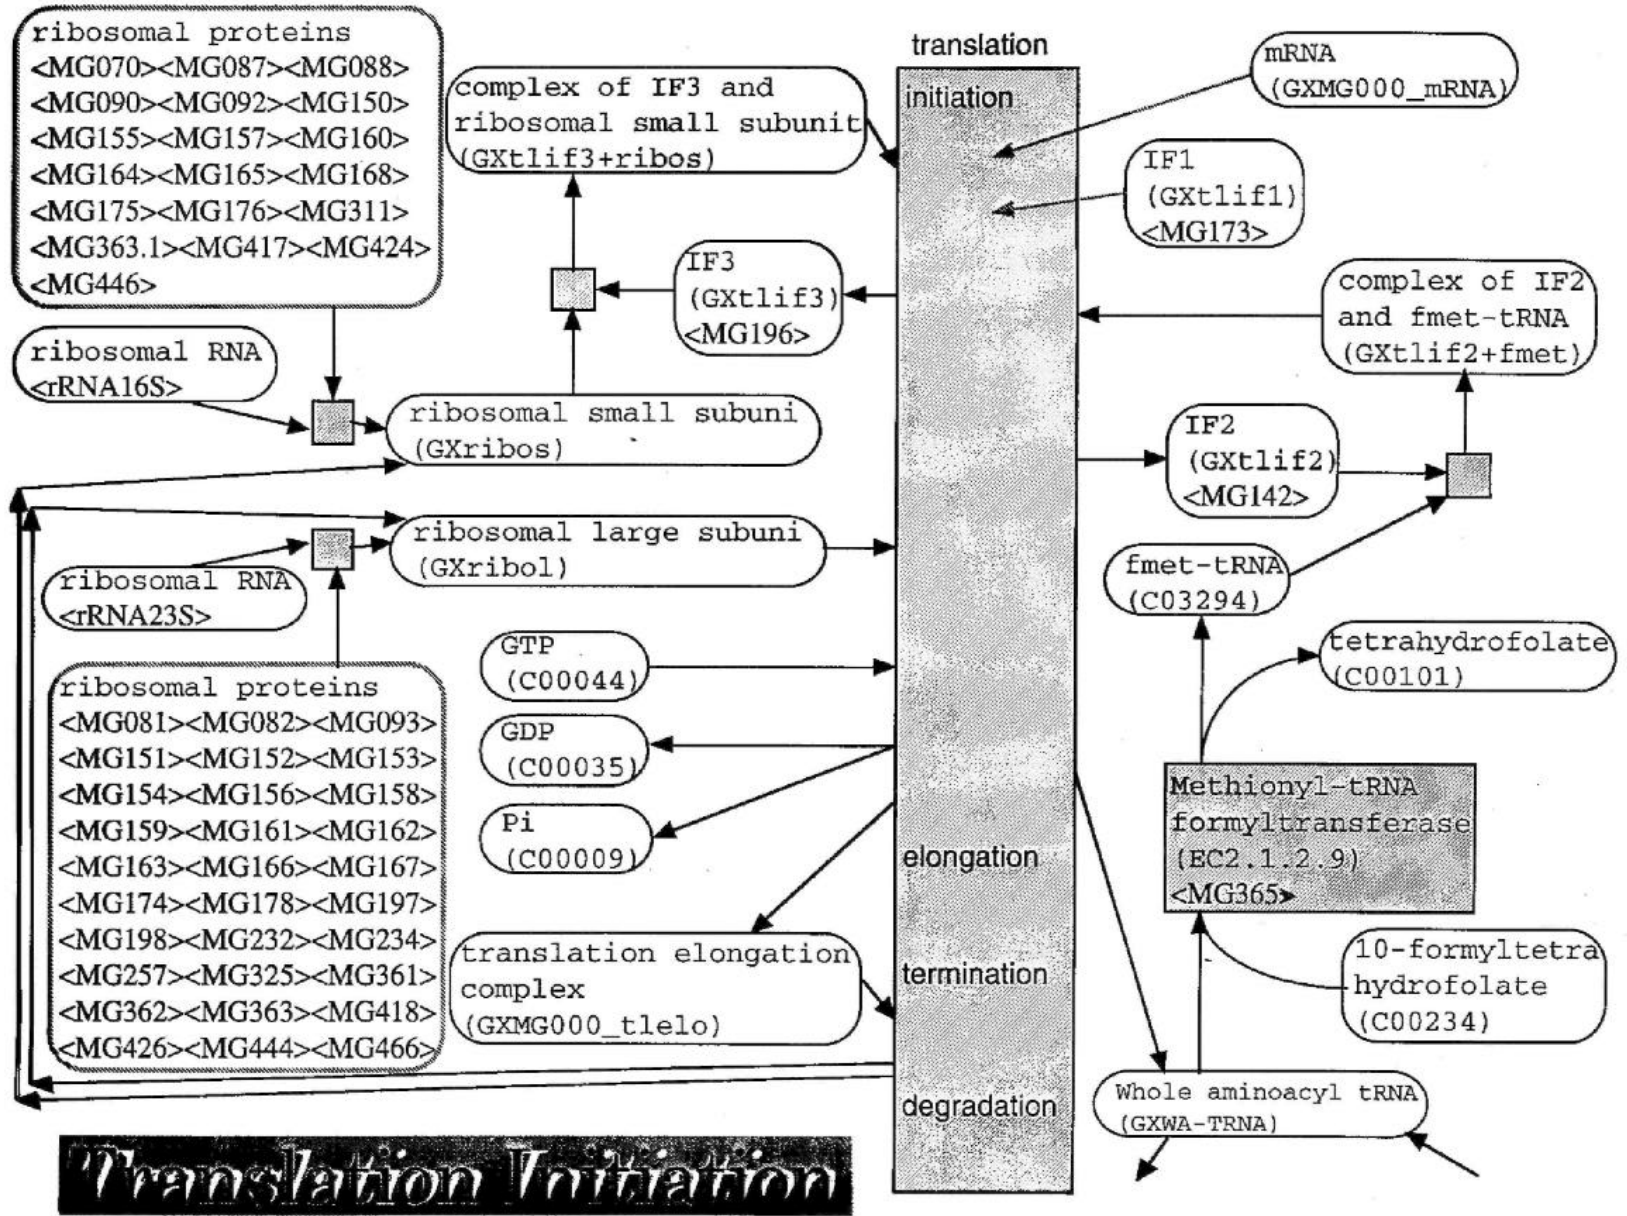 ribosomal proteins
<MG070><MG087><MG088>
<MG090><MG092><MG150>
<MG155><MG157><MG160>
<MG164><MG165><MG168>
<MG175><MG176><MG311>
<MG363.1><MG417><MG424>
<MG446>
ribosomal RNA
<rRNA16S>
complex of IF3 and
ribosomal small subunit
(GXtlif3+ribos)
IF3
(GXtlif3)
<MG196>
ribosomal small subuni
(GXribos)
ribosomal large subuni
(GXribol)
ribosomal RNA
<rRNA23S>
ribosomal proteins
<MG081><MG082><MG093>
<MG151><MG152><MG153>
<MG154><MG156><MG158>
<MG159><MG161><MG162>
<MG163><MG166><MG167>
<MG174><MG178><MG197>
<MG198><MG232><MG234>
<MG257><MG325><MG361>
<MG362><MG363><MG418>
<MG426><MG444><MG466>
GTP
(C00044)
GDP
(C00035)
Pi
(C00009)
translation elongation
complex
(GXMG000_tlelo)
translation
initiation
elongation
termination
degradation
mRNA
(GXMG000_mRNA)
IF1
(GXtlif1)
<MG173>
complex of IF2
and fmet-tRNA
(GXtlif2+fmet)
IF2
(GXtlif2)
<MG142>
fmet-tRNA
(C03294)
tetrahydrofolate
(C00101)
Methionyl-tRNA
formyltransferase
(EC2.1.2.9)
<MG365>
10-formyltetra
hydrofolate
(C00234)
Whole aminoacyl tRNA
(GXWA-TRNA)
Translation Initiation